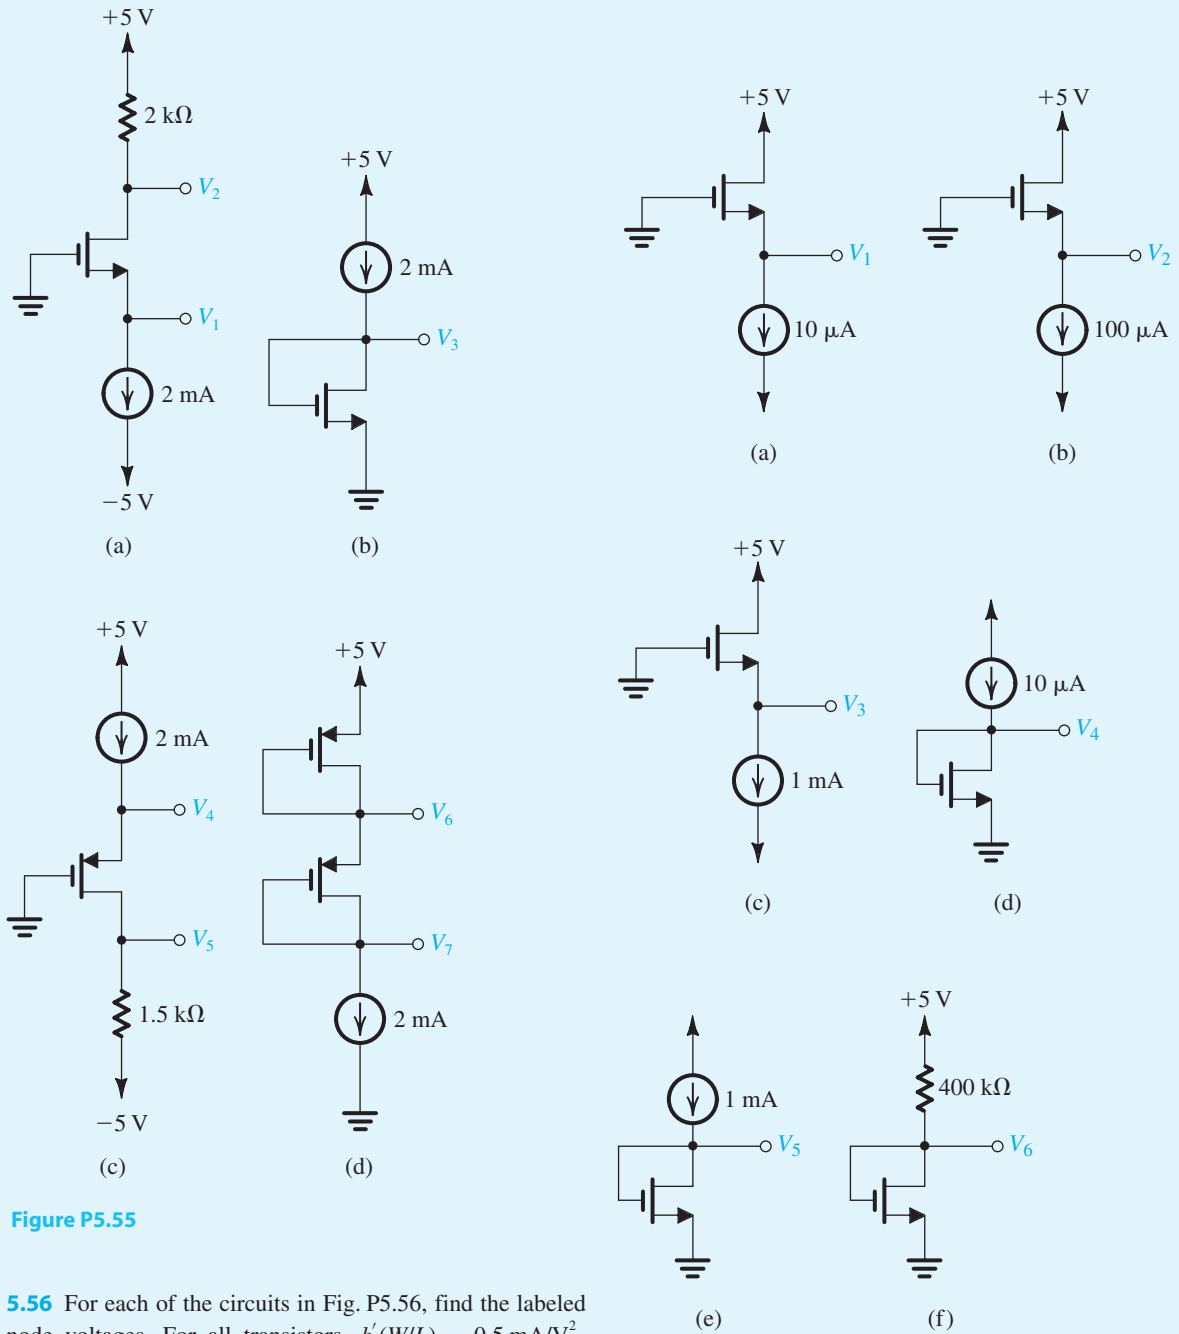 +5 V
2 kΩ
V2
V1
2 mA
−5 V
(a)
+5 V
2 mA
V3
(b)
+5 V
2 mA
V4
V5
1.5 kΩ
−5 V
(c)
+5 V
V6
V7
2 mA
(d)
Figure P5.55
5.56 For each of the circuits in Fig. P5.56, find the labeled
+5 V
V1
10 μA
(a)
+5 V
V2
100 μA
(b)
+5 V
V3
1 mA
(c)
10 μA
V4
(d)
1 mA
V5
(e)
+5 V
400 kΩ
V6
(f)